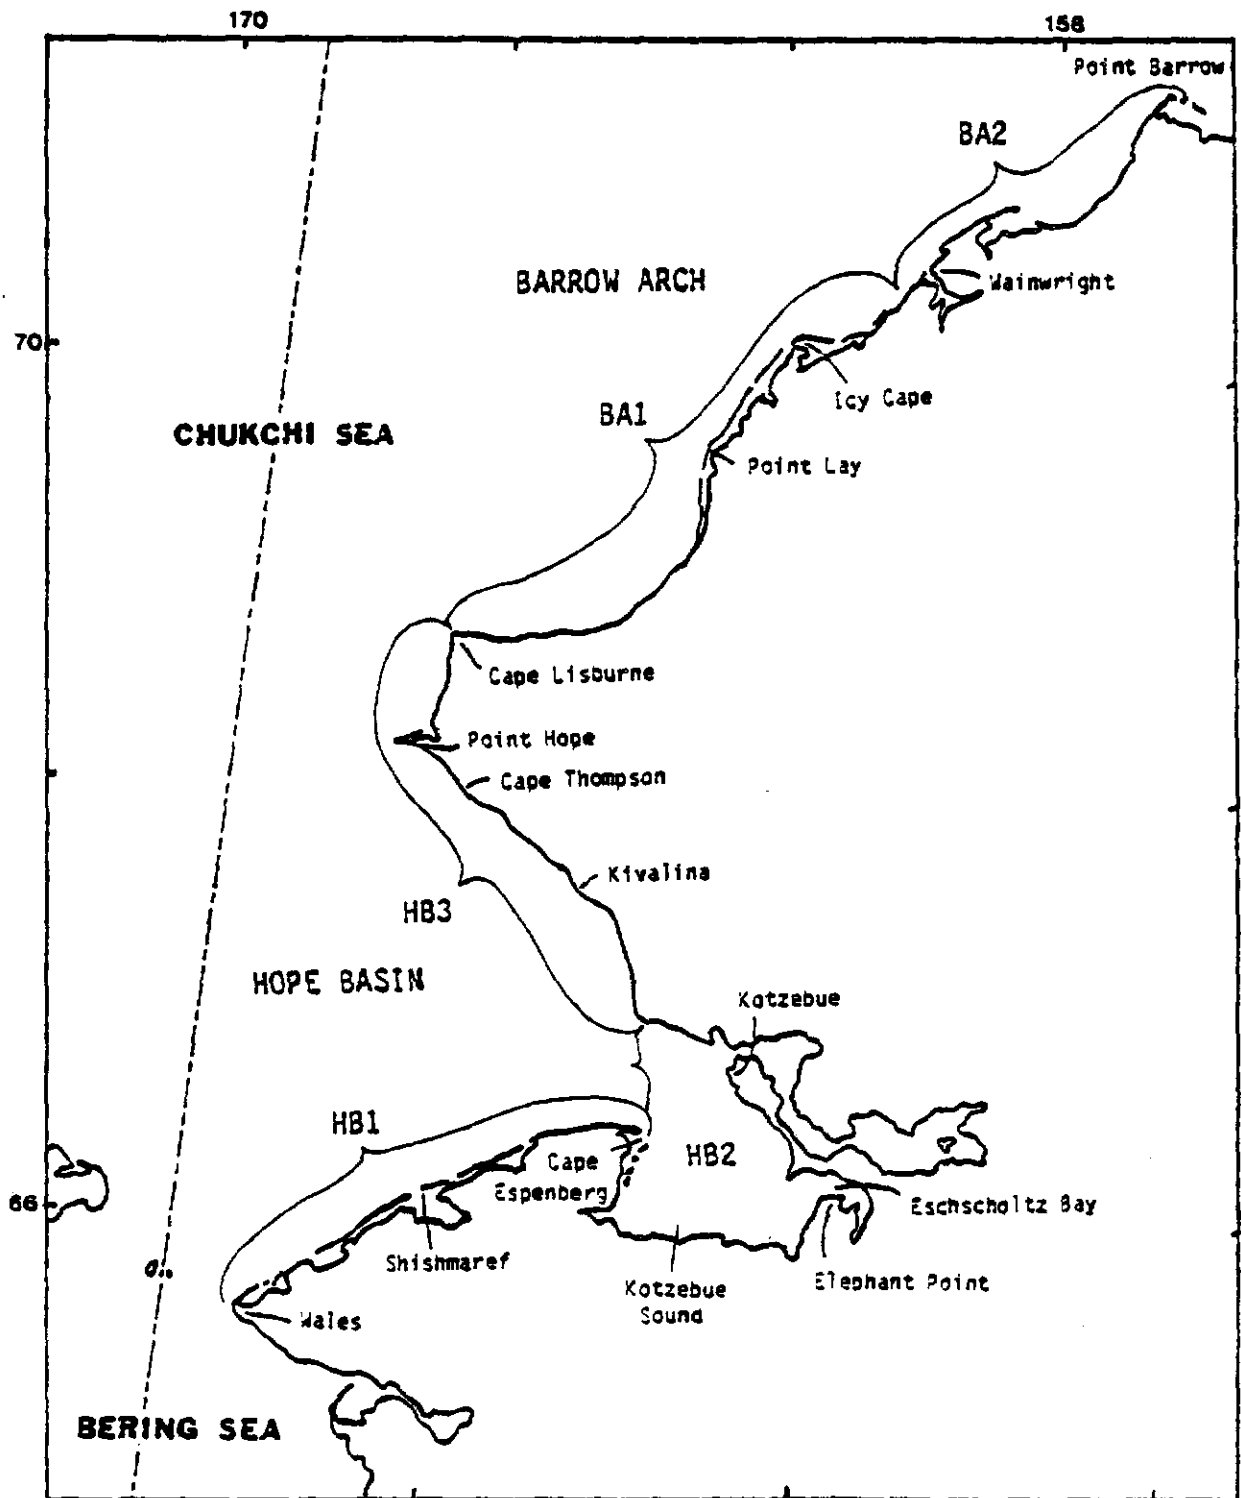 170
158
Point Barrow
BA2
BARROW ARCH
Wainwright
70
Icy Cape
BA1
CHUKCHI SEA
Point Lay
Cape Lisburne
Point Hope
Cape Thompson
Kivalina
HB3
HOPE BASIN
Kotzebue
HB1
HB2
Cape
Espenberg
66
Eschscholtz Bay
Shishmaref
Elephant Point
Kotzebue
Sound
Wales
BERING SEA